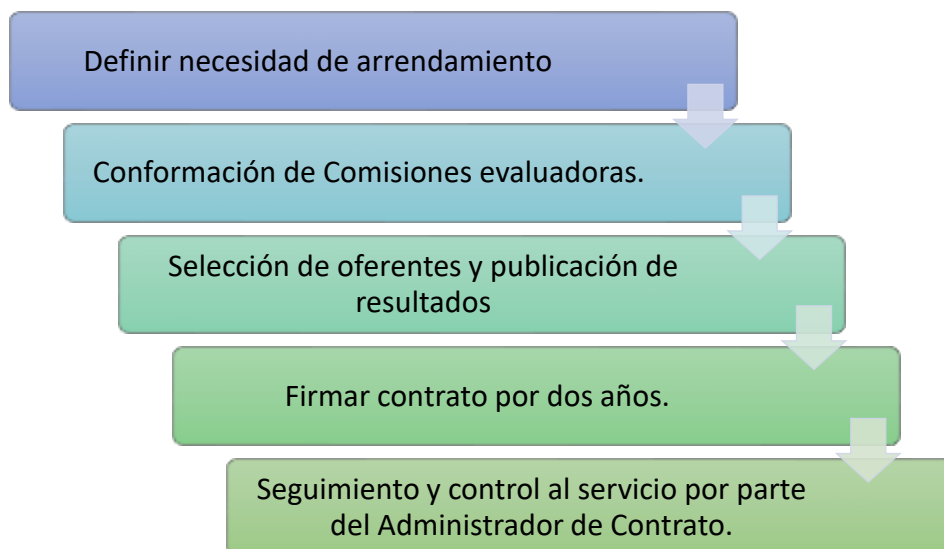 Definir necesidad de arrendamiento
Conformación de Comisiones evaluadoras.
Selección de oferentes y publicación de
resultados
Firmar contrato por dos años.
Seguimiento y control al servicio por parte
del Administrador de Contrato.